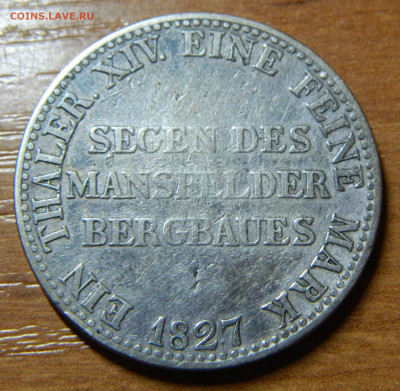 COINS.LAVE.RU
EIN THALER. XIV. EINE FEINE MARK
SEGEN DES
MANSFELDER
BERGBAUES
1827